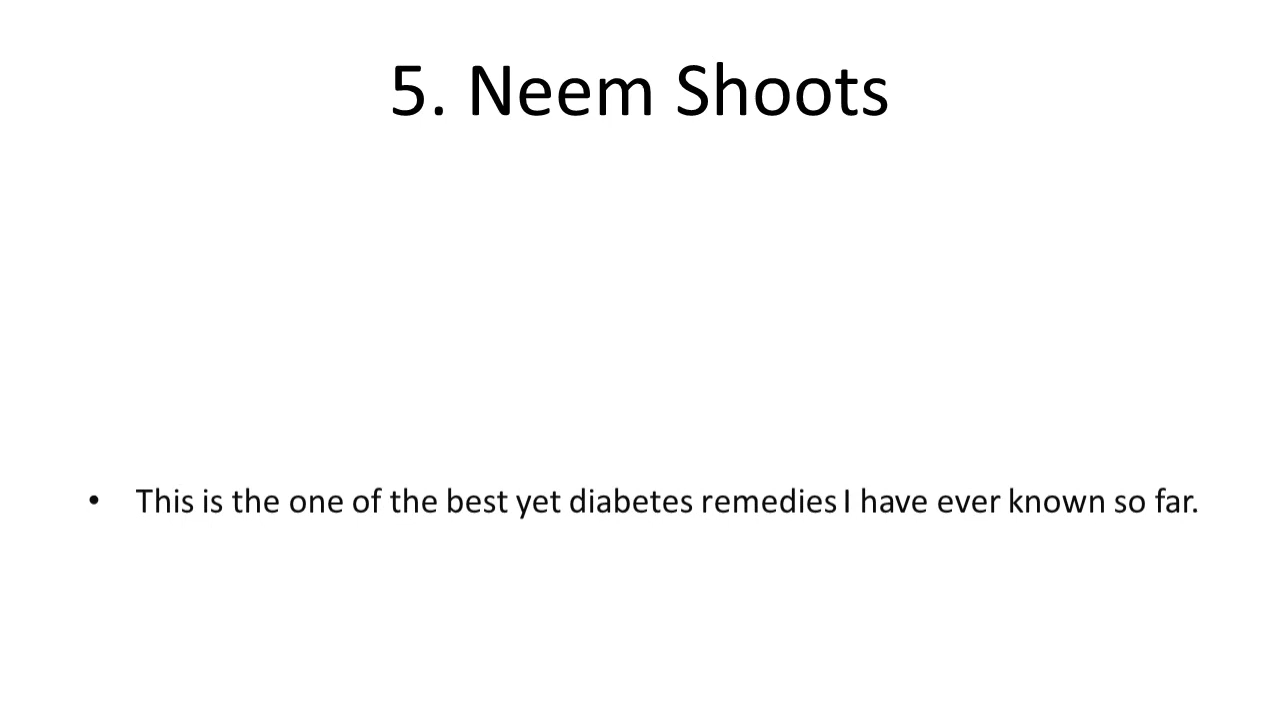 5. Neem Shoots
• This is the one of the best yet diabetes remedies I have ever known so far.